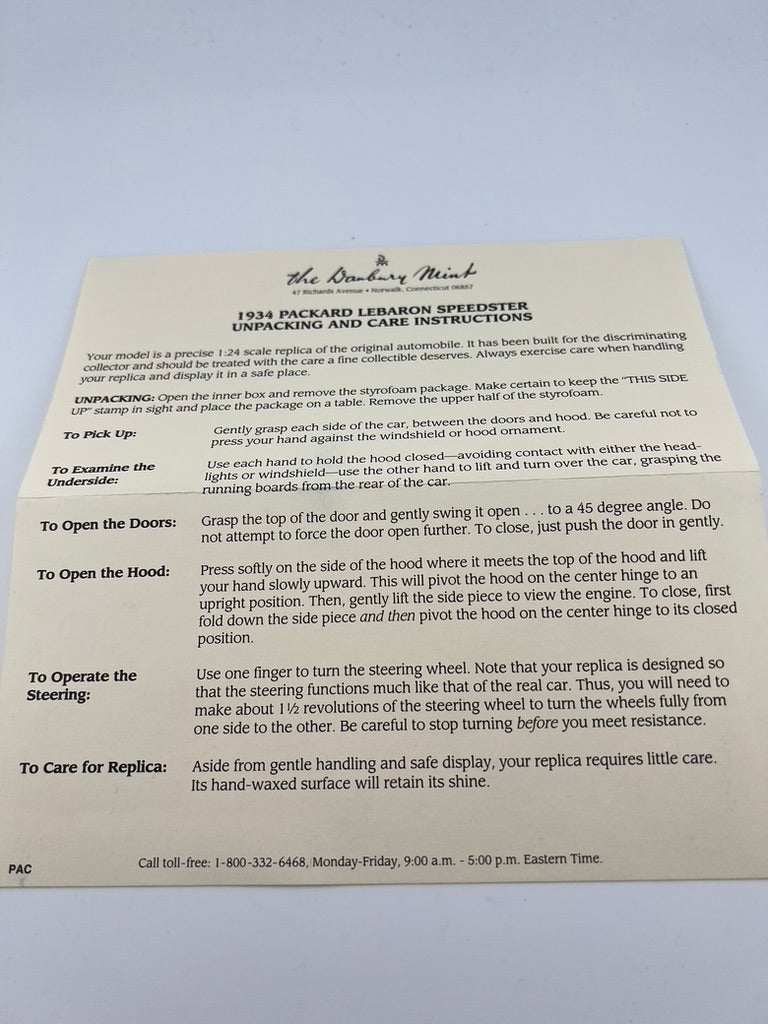 the Danbury Mint
47 Richards Avenue • Norwalk, Connecticut 06857
1934 PACKARD LEBARON SPEEDSTER
UNPACKING AND CARE INSTRUCTIONS
Your model is a precise 1:24 scale replica of the original automobile. It has been built for the discriminating
collector and should be treated with the care a fine collectible deserves. Always exercise care when handling
your replica and display it in a safe place.
UNPACKING: Open the inner box and remove the styrofoam package. Make certain to keep the "THIS SIDE
UP" stamp in sight and place the package on a table. Remove the upper half of the styrofoam.
To Pick Up: Gently grasp each side of the car, between the doors and hood. Be careful not to
press your hand against the windshield or hood ornament.
To Examine the Use each hand to hold the hood closed—avoiding contact with either the head-
Underside: lights or windshield—use the other hand to lift and turn over the car, grasping the
running boards from the rear of the car.
To Open the Doors: Grasp the top of the door and gently swing it open . . . to a 45 degree angle. Do
not attempt to force the door open further. To close, just push the door in gently.
To Open the Hood: Press softly on the side of the hood where it meets the top of the hood and lift
your hand slowly upward. This will pivot the hood on the center hinge to an
upright position. Then, gently lift the side piece to view the engine. To close, first
fold down the side piece and then pivot the hood on the center hinge to its closed
position.
To Operate the Use one finger to turn the steering wheel. Note that your replica is designed so
Steering: that the steering functions much like that of the real car. Thus, you will need to
make about 1½ revolutions of the steering wheel to turn the wheels fully from
one side to the other. Be careful to stop turning before you meet resistance.
To Care for Replica: Aside from gentle handling and safe display, your replica requires little care.
Its hand-waxed surface will retain its shine.
PAC Call toll-free: 1-800-332-6468, Monday-Friday, 9:00 a.m. - 5:00 p.m. Eastern Time.